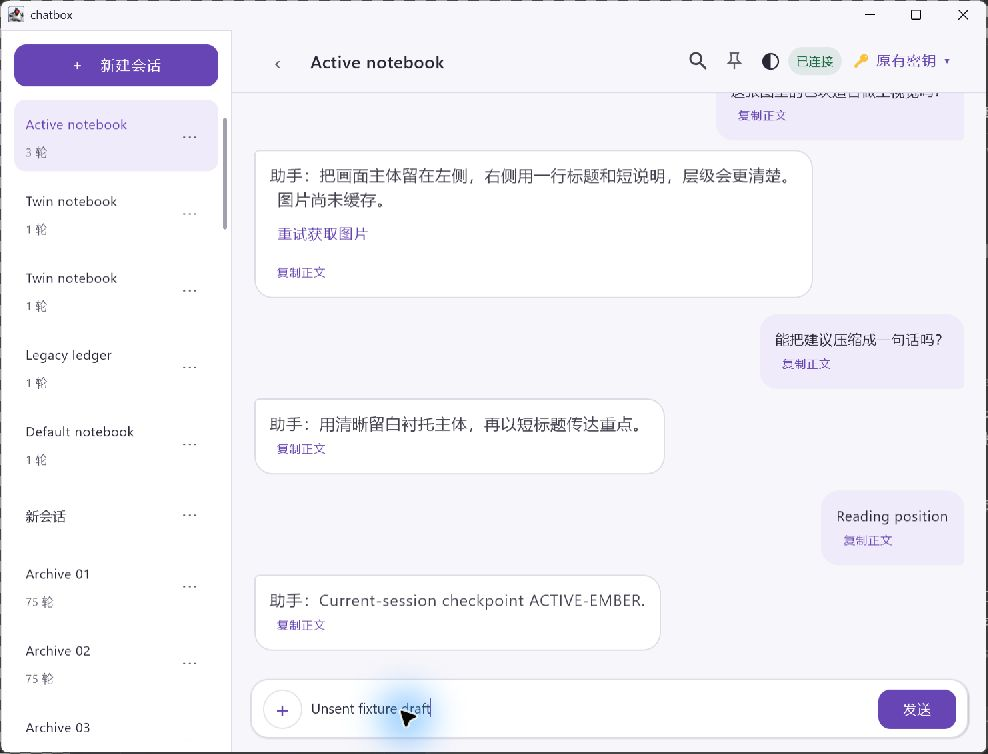 chatbox
+ 新建会话
Active notebook
3 轮
...
Twin notebook
1 轮
...
Twin notebook
1 轮
...
Legacy ledger
1 轮
...
Default notebook
1 轮
...
新会话
...
Archive 01
75 轮
...
Archive 02
75 轮
...
Archive 03
Active notebook
已连接
原有密钥
复制正文
助手：把画面主体留在左侧，右侧用一行标题和短说明，层级会更清楚。
图片尚未缓存。
重试获取图片
复制正文
能把建议压缩成一句话吗？
复制正文
助手：用清晰留白衬托主体，再以短标题传达重点。
复制正文
Reading position
复制正文
助手：Current-session checkpoint ACTIVE-EMBER.
复制正文
+
Unsent fixture draft
发送